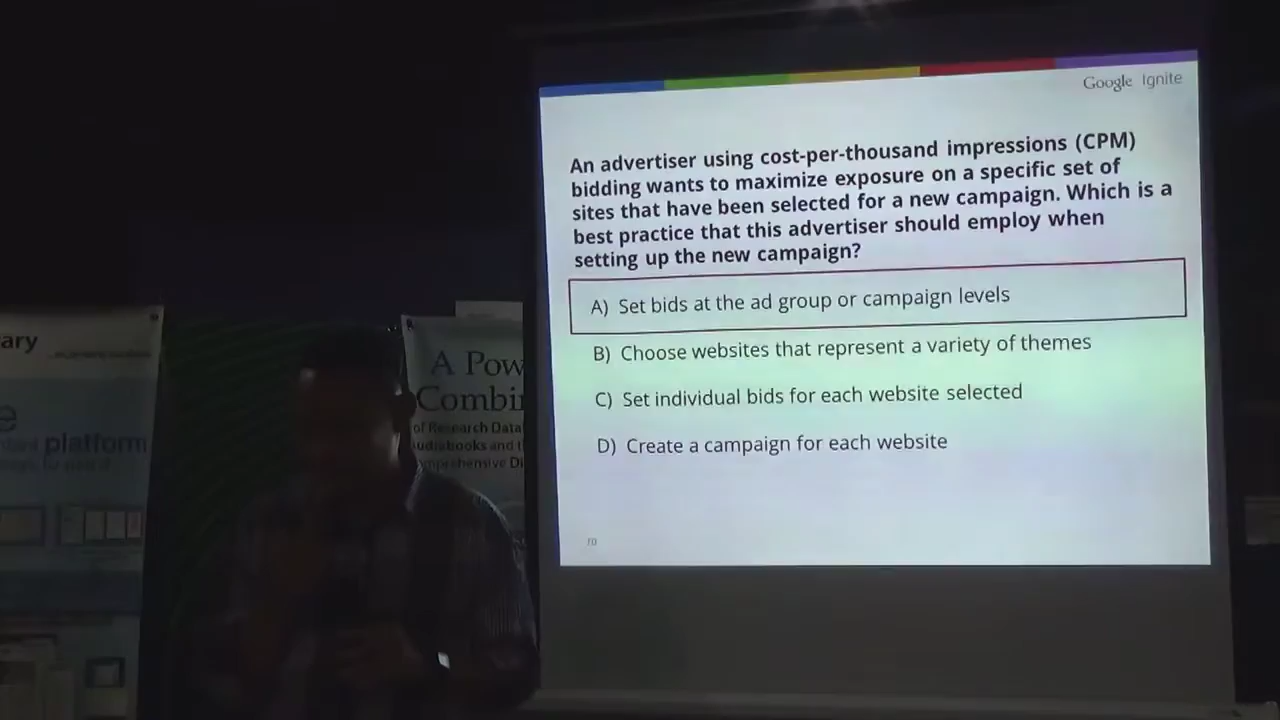 Google Ignite
An advertiser using cost-per-thousand impressions (CPM)
bidding wants to maximize exposure on a specific set of
sites that have been selected for a new campaign. Which is a
best practice that this advertiser should employ when
setting up the new campaign?
A) Set bids at the ad group or campaign levels
B) Choose websites that represent a variety of themes
C) Set individual bids for each website selected
D) Create a campaign for each website
ary
e
platform
A Pow
Combi
of Research Data
udiobooks and t
mprehensive Di